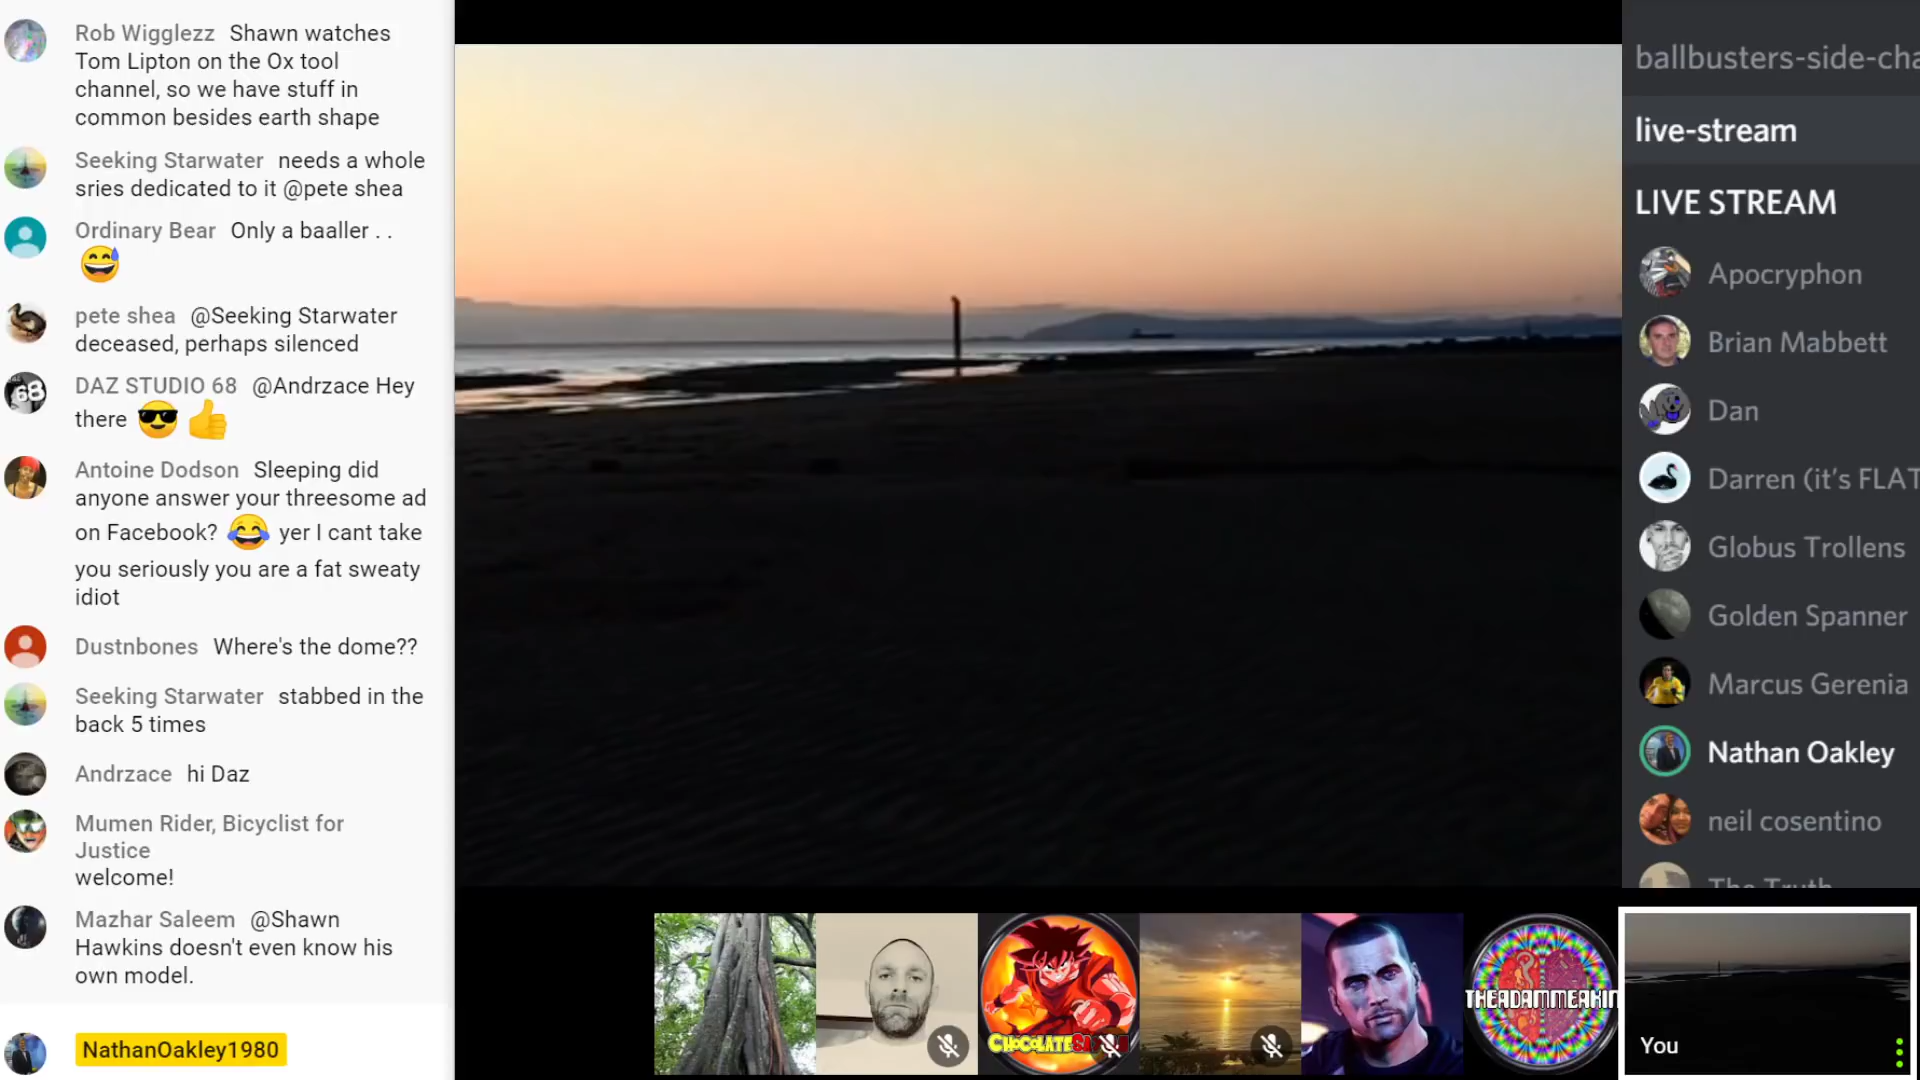 Rob Wigglezz Shawn watches
Tom Lipton on the Ox tool
channel, so we have stuff in
common besides earth shape
Seeking Starwater needs a whole
sries dedicated to it @pete shea
Ordinary Bear Only a baaller . .
pete shea @Seeking Starwater
deceased, perhaps silenced
DAZ STUDIO 68 @Andrzace Hey
there
Antoine Dodson Sleeping did
anyone answer your threesome ad
on Facebook? yer I cant take
you seriously you are a fat sweaty
idiot
Dustnbones Where's the dome??
Seeking Starwater stabbed in the
back 5 times
Andrzace hi Daz
Mumen Rider, Bicyclist for
Justice
welcome!
Mazhar Saleem @Shawn
Hawkins doesn't even know his
own model.
NathanOakley1980
68
ballbusters-side-cha
live-stream
LIVE STREAM
Apocryphon
Brian Mabbett
Dan
Darren (it's FLAT
Globus Trollens
Golden Spanner
Marcus Gerenia
Nathan Oakley
neil cosentino
The Truth
THEADAMMEAKIN
You